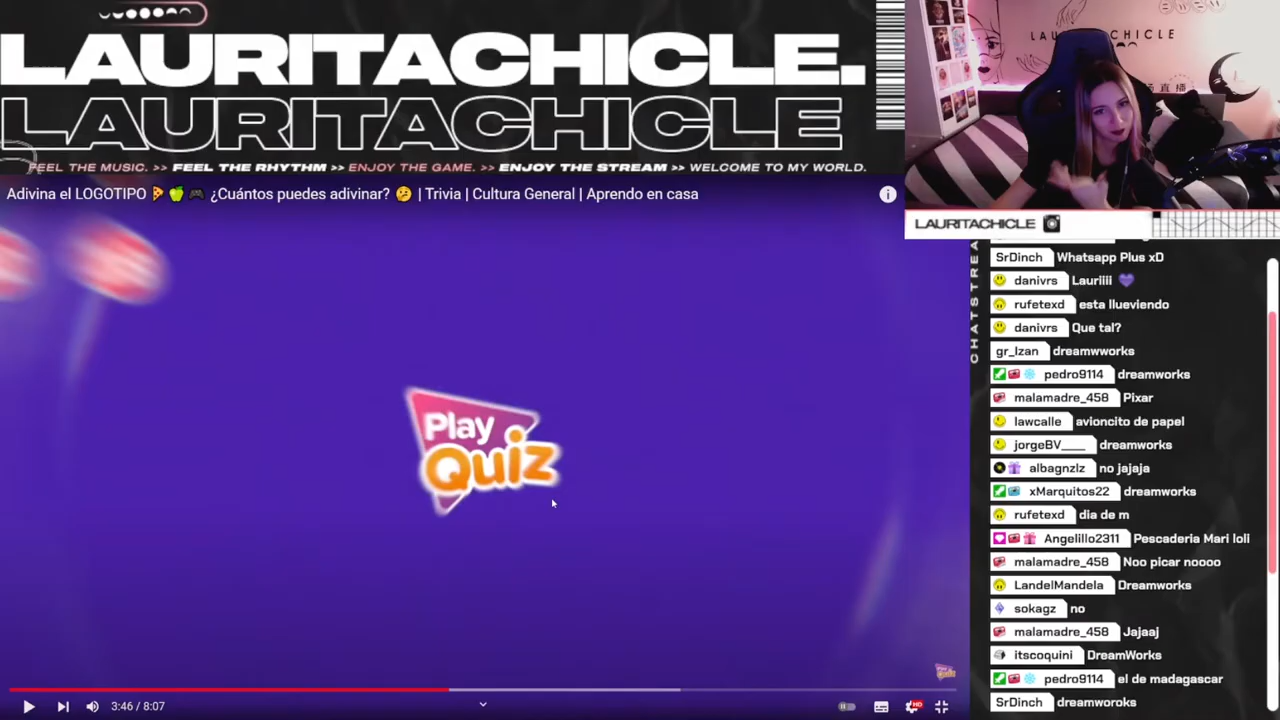 LAURITACHICLE.
LAURITACHICLE
FEEL THE MUSIC. >> FEEL THE RHYTHM >> ENJOY THE GAME. >> ENJOY THE STREAM >> WELCOME TO MY WORLD.
Adivina el LOGOTIPO 🍕🍏🎮 ¿Cuántos puedes adivinar? 😕 | Trivia | Cultura General | Aprendo en casa
Play
Quiz
3:46 / 8:07
HD
LAURITACHICLE
LAURITACHICLE
SrDinch Whatsapp Plus xD
danivrs Lauriiii 💜
rufetexd esta llueviendo
danivrs Que tal?
gr_Izan dreamwworks
pedro9114 dreamworks
malamadre_458 Pixar
lawcalle avioncito de papel
jorgeBV____ dreamworks
albagnzlz no jajaja
xMarquitos22 dreamworks
rufetexd dia de m
Angelillo2311 Pescaderia Mari loli
malamadre_458 Noo picar noooo
LandelMandela Dreamworks
sokagz no
malamadre_458 Jajaaj
itscoquini DreamWorks
pedro9114 el de madagascar
SrDinch dreamworoks